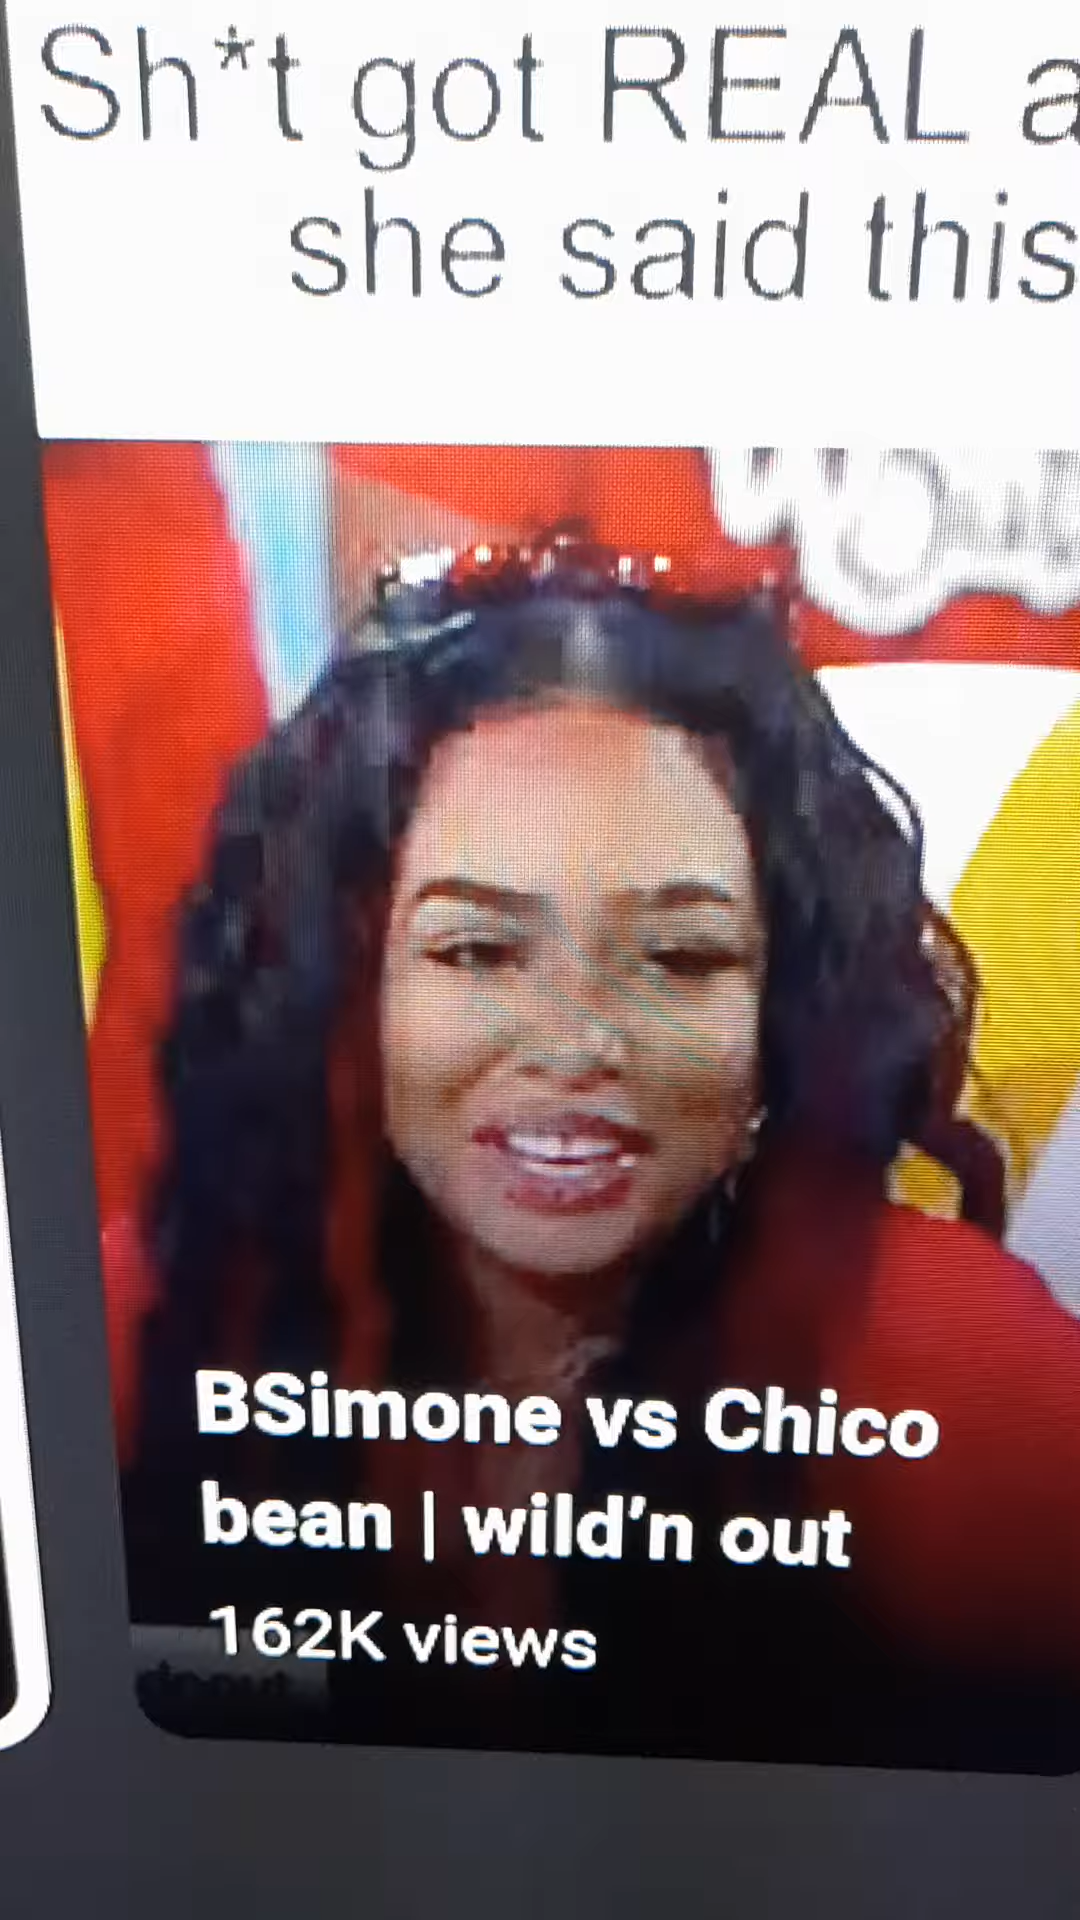 Sh*t got REAL a
she said this
BSimone vs Chico
bean | wild'n out
162K views